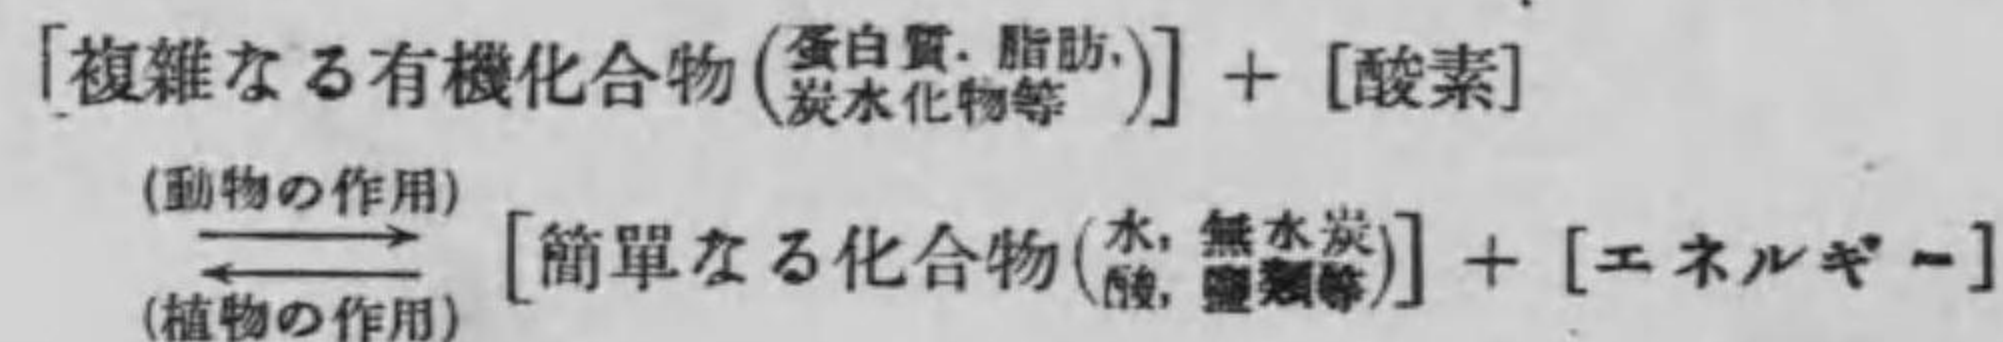 [複雜なる有機化合物(蛋白質. 脂肪, 炭水化物等)] + [酸素]
(動物の作用)
⇄ [簡單なる化合物(水, 無水炭酸, 鹽類等)] + [エネルギー]
(植物の作用)